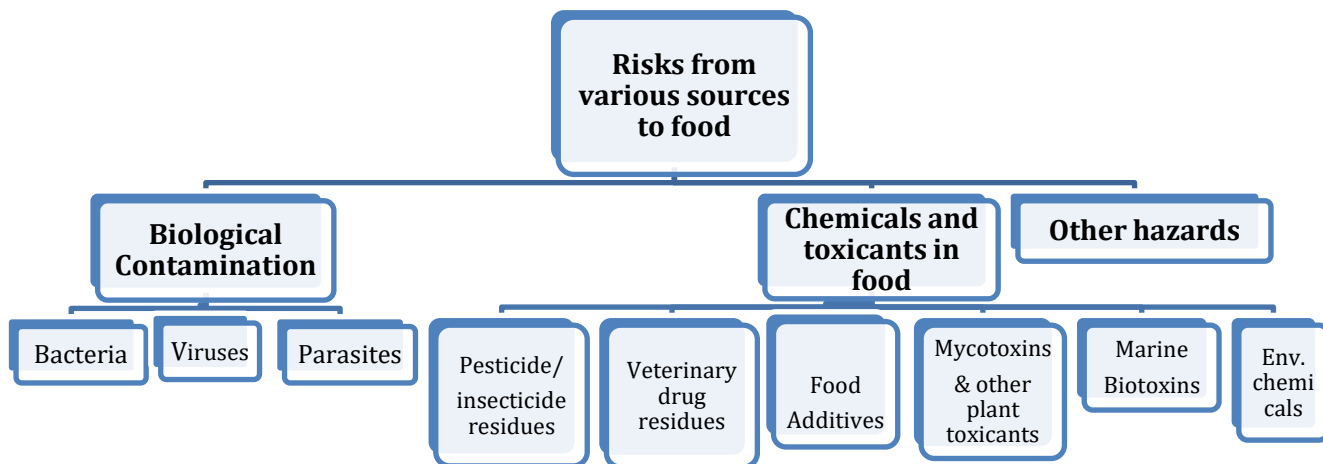 Risks from
various sources
to food
Biological
Contamination
Chemicals and
toxicants in
food
Other hazards
Bacteria
Viruses
Parasites
Pesticide/
insecticide
residues
Veterinary
drug
residues
Food
Additives
Mycotoxins
& other
plant
toxicants
Marine
Biotoxins
Env.
chemi
cals